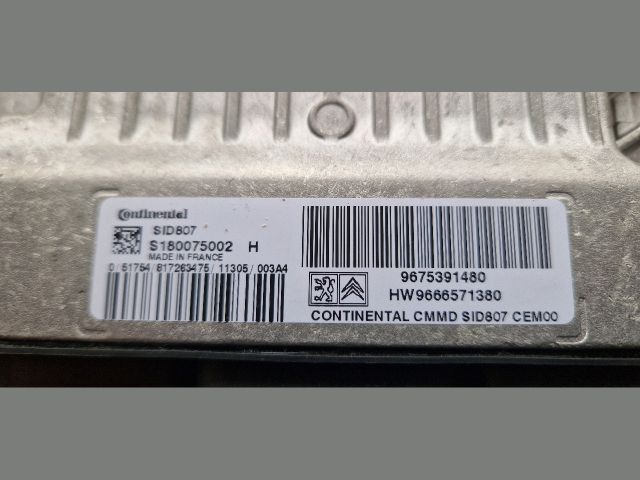 Continental
SID807
S180075002 H
MADE IN FRANCE
0/51754/817263475/11305/003A4
9675391480
HW9666571380
CONTINENTAL CMMD SID807 CEM00